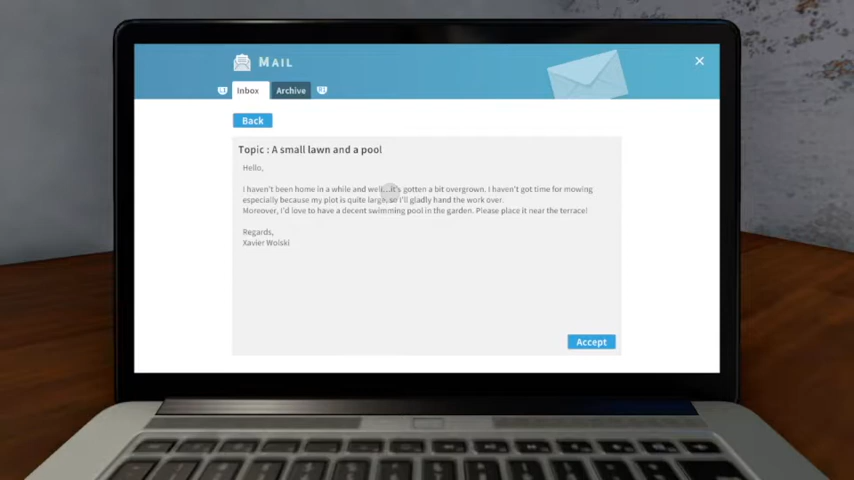 MAIL
Inbox
Archive
Back
Topic : A small lawn and a pool
Hello,
I haven't been home in a while and well...it's gotten a bit overgrown. I haven't got time for mowing
especially because my plot is quite large, so I'll gladly hand the work over.
Moreover, I'd love to have a decent swimming pool in the garden. Please place it near the terrace!
Regards,
Xavier Wolski
Accept